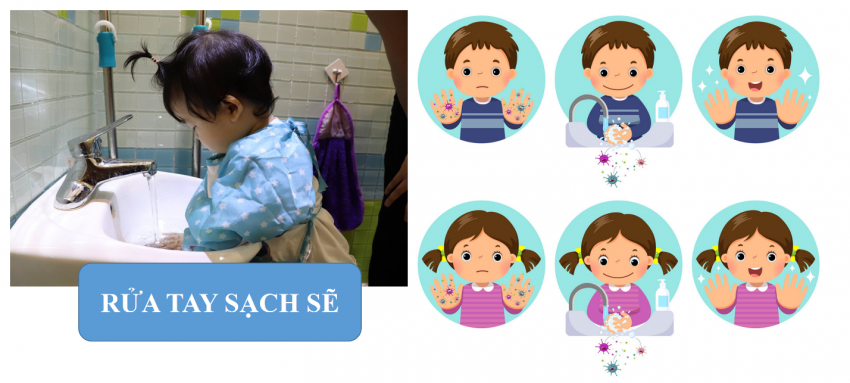 RỬA TAY SẠCH SẼ